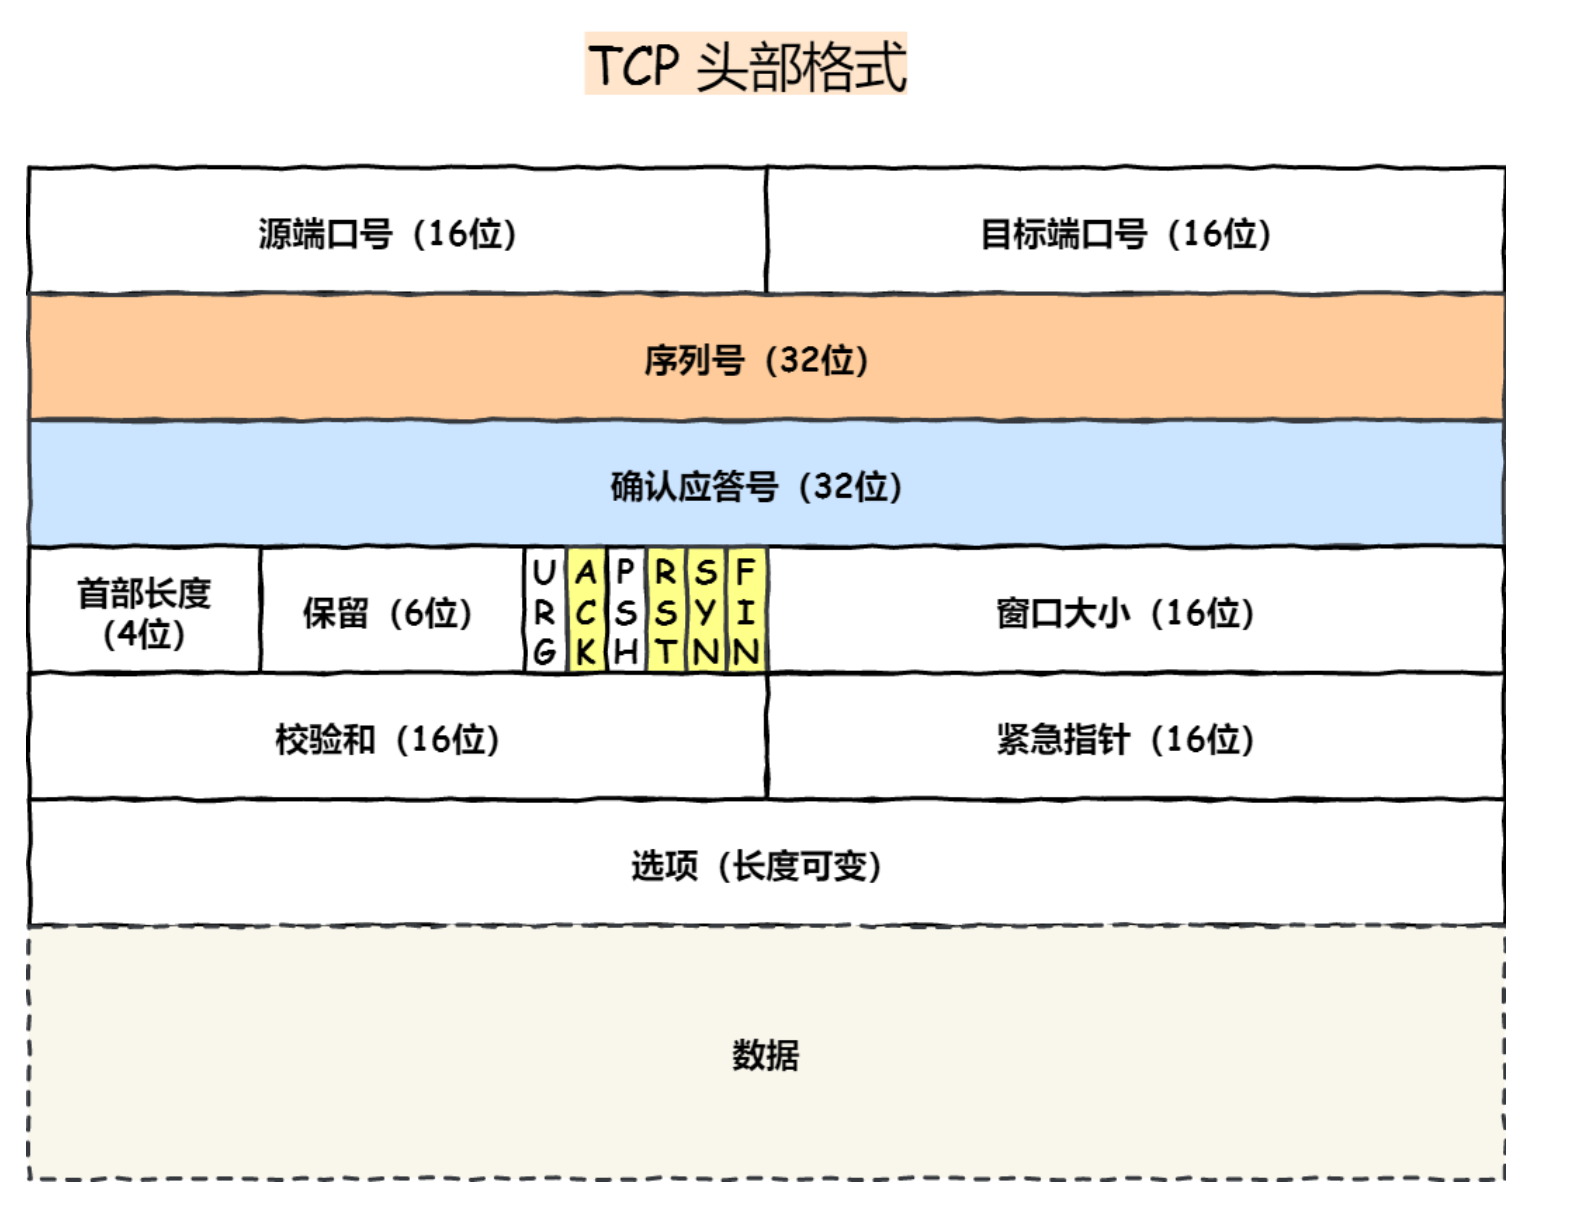 TCP 头部格式
源端口号（16位） 目标端口号（16位）
序列号（32位）
确认应答号（32位）
首部长度
（4位）
保留（6位）
URG
ACK
PSH
RST
SYN
FIN
窗口大小（16位）
校验和（16位） 紧急指针（16位）
选项（长度可变）
数据